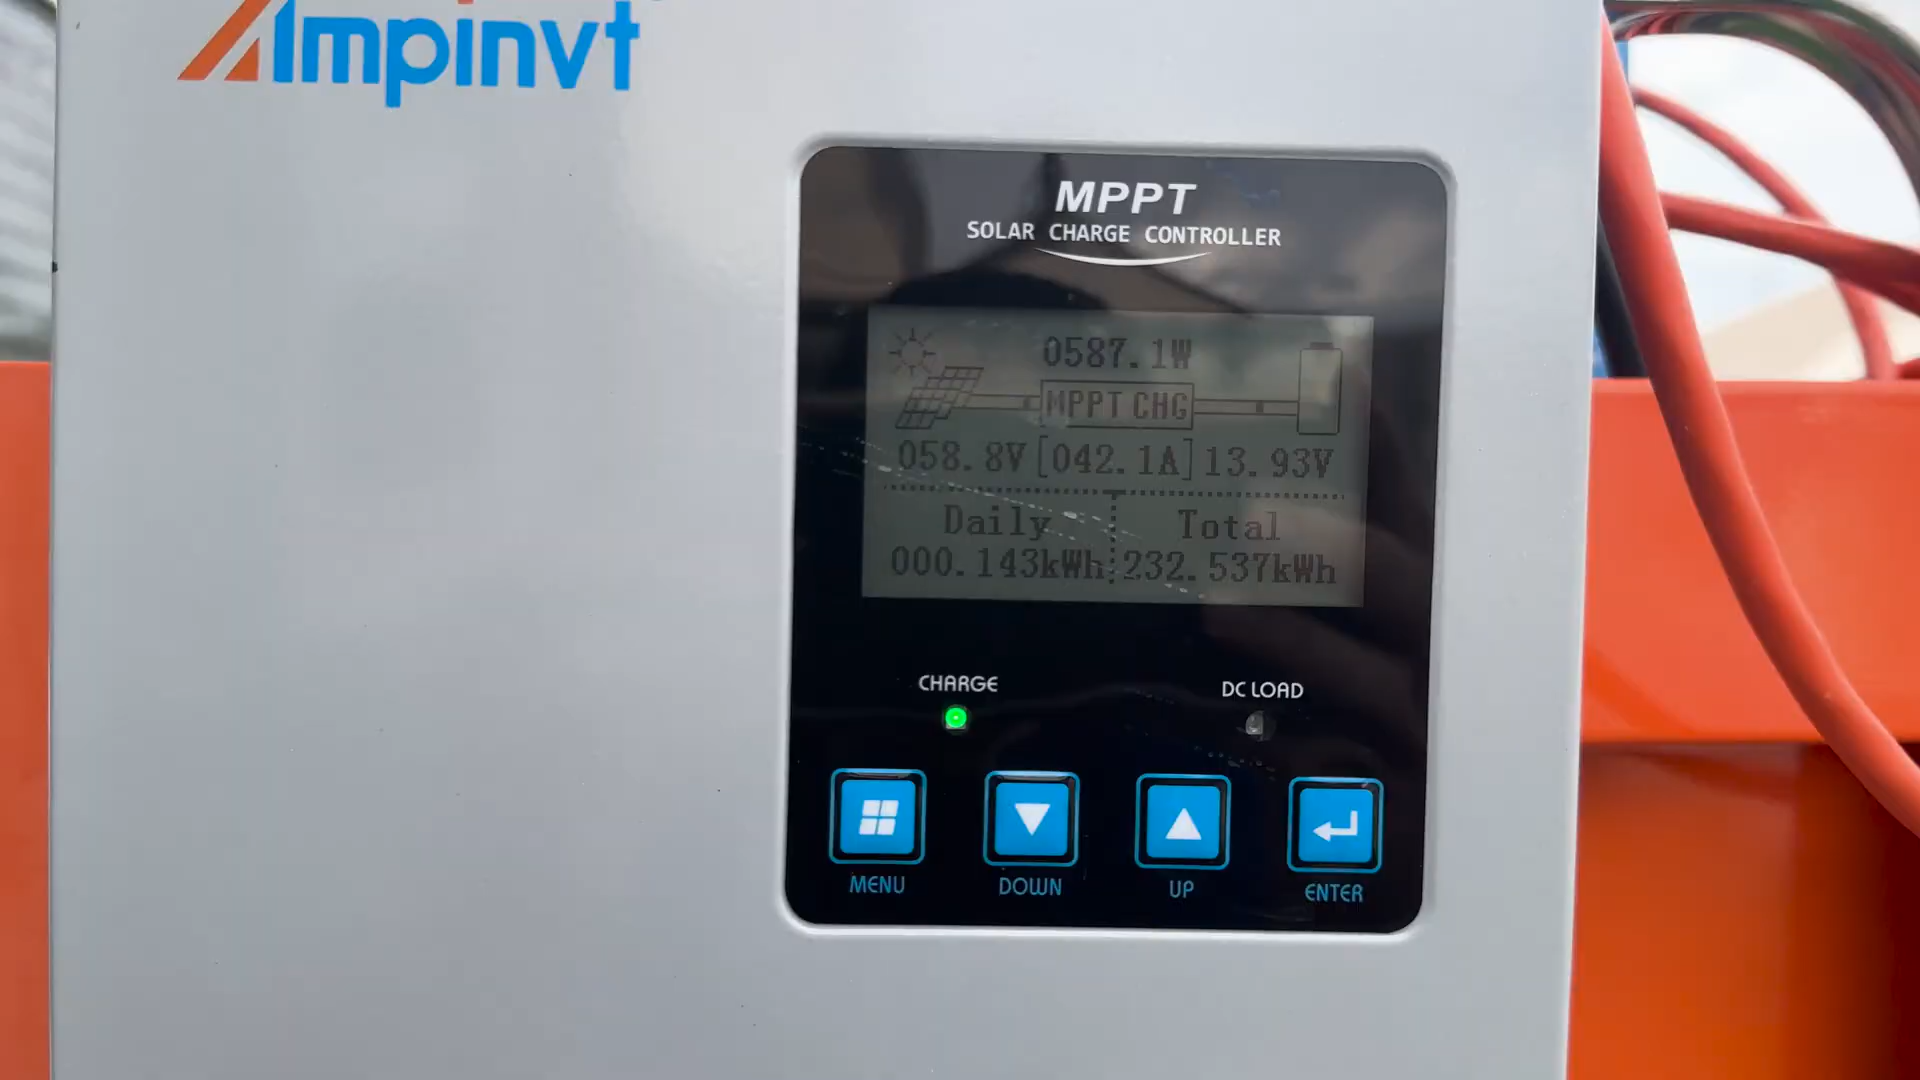 Ampinvt
MPPT
SOLAR CHARGE CONTROLLER
0587.1W
MPPT CHG
058.8V [042.1A] 13.93V
Daily Total
000.143kWh 232.537kWh
CHARGE DC LOAD
MENU DOWN UP ENTER